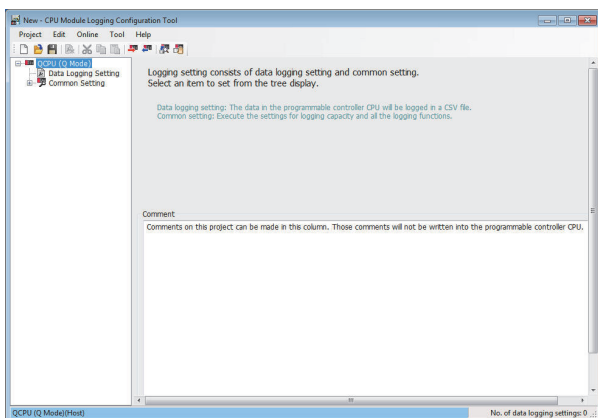 New - CPU Module Logging Configuration Tool
Project Edit Online Tool Help
QCPU (Q Mode)
Data Logging Setting
Common Setting
Logging setting consists of data logging setting and common setting.
Select an item to set from the tree display.
Data logging setting: The data in the programmable controller CPU will be logged in a CSV file.
Common setting: Execute the settings for logging capacity and all the logging functions.
Comment
Comments on this project can be made in this column. Those comments will not be written into the programmable controller CPU.
QCPU (Q Mode)(Host) No. of data logging settings: 0